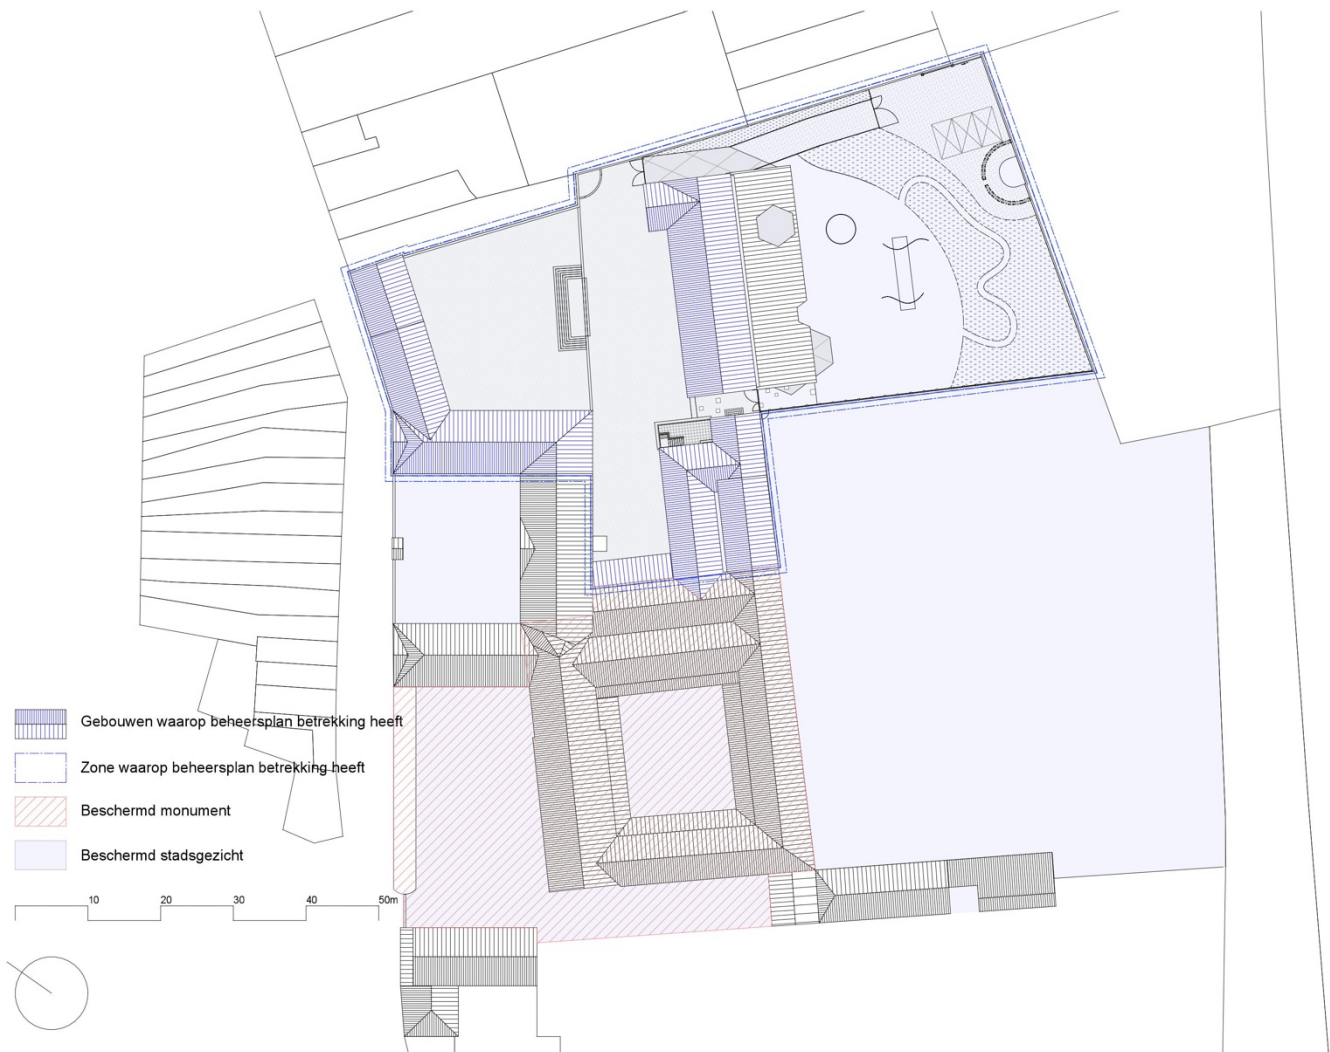 Gebouwen waarop beheersplan betrekking heeft
Zone waarop beheersplan betrekking heeft
Beschermd monument
Beschermd stadsgezicht
10 20 30 40 50m